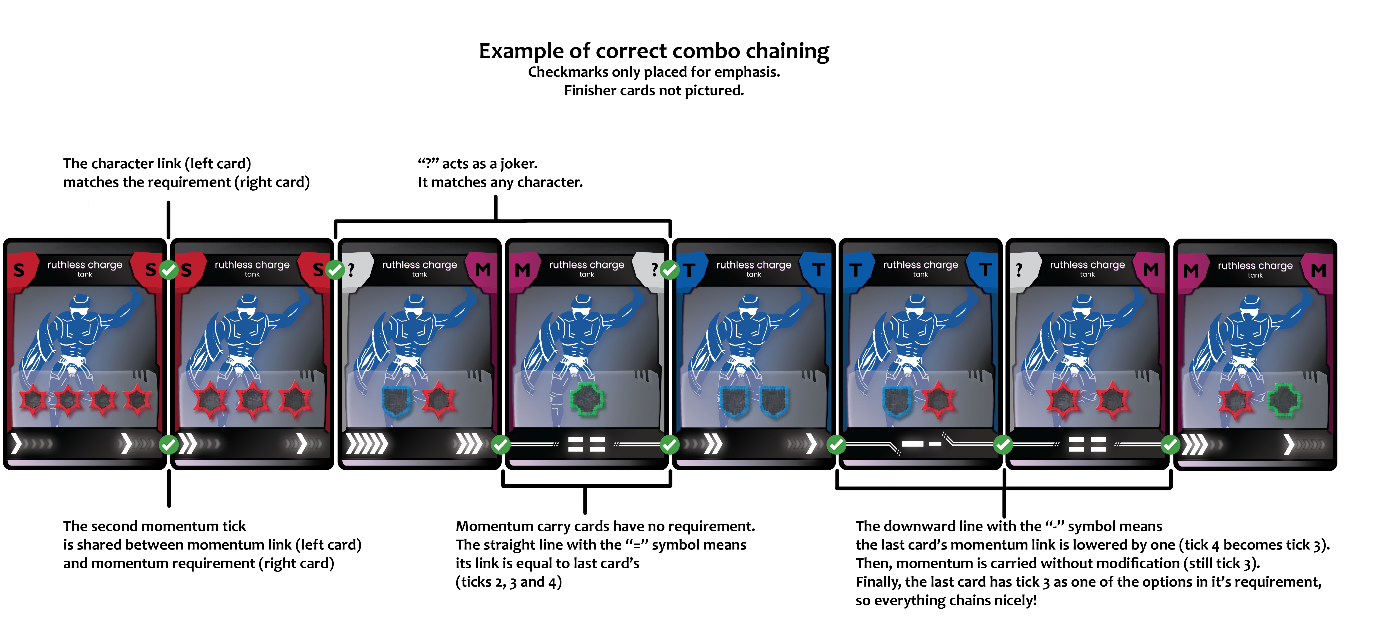 Example of correct combo chaining
Checkmarks only placed for emphasis.
Finisher cards not pictured.
The character link (left card)
matches the requirement (right card)
“?” acts as a joker.
It matches any character.
S ruthless charge S
tank
S ruthless charge S
tank
? ruthless charge M
tank
M ruthless charge ?
tank
T ruthless charge T
tank
T ruthless charge T
tank
? ruthless charge M
tank
M ruthless charge M
tank
The second momentum tick
is shared between momentum link (left card)
and momentum requirement (right card)
Momentum carry cards have no requirement.
The straight line with the “=” symbol means
its link is equal to last card’s
(ticks 2, 3 and 4)
The downward line with the “-” symbol means
the last card’s momentum link is lowered by one (tick 4 becomes tick 3).
Then, momentum is carried without modification (still tick 3).
Finally, the last card has tick 3 as one of the options in it’s requirement,
so everything chains nicely!